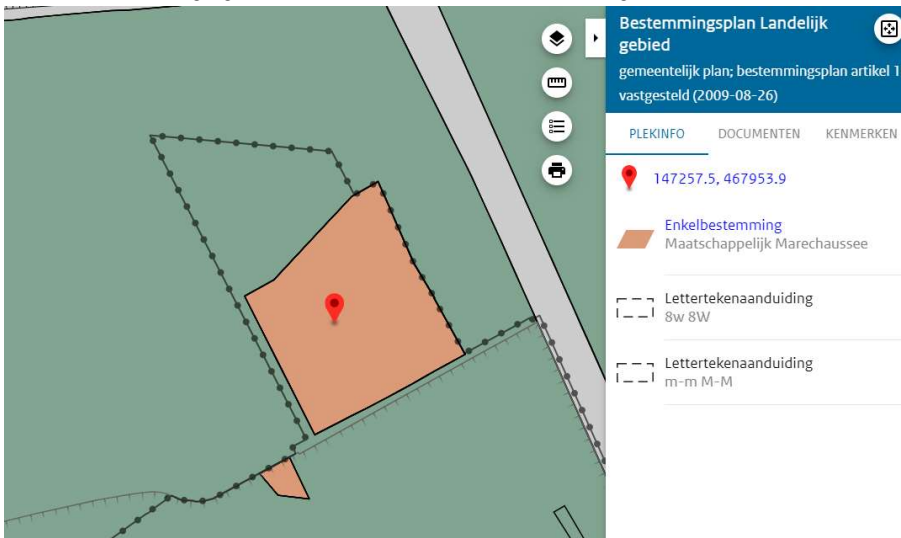 Bestemmingsplan Landelijk
gebied
gemeentelijk plan; bestemmingsplan artikel 1
vastgesteld (2009-08-26)
PLEKINFO DOCUMENTEN KENMERKEN
147257.5, 467953.9
Enkelbestemming
Maatschappelijk Marechaussee
Lettertekenaanduiding
8w 8W
Lettertekenaanduiding
m-m M-M